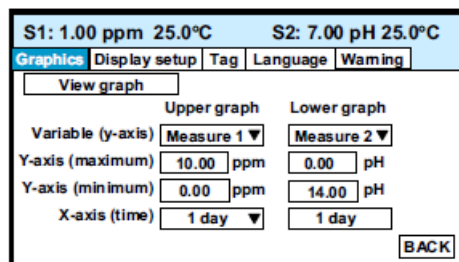 S1: 1.00 ppm 25.0°C S2: 7.00 pH 25.0°C
Graphics Display setup Tag Language Warning
View graph
Upper graph Lower graph
Variable (y-axis) Measure 1 ▼ Measure 2 ▼
Y-axis (maximum) 10.00 ppm 0.00 pH
Y-axis (minimum) 0.00 ppm 14.00 pH
X-axis (time) 1 day ▼ 1 day
BACK